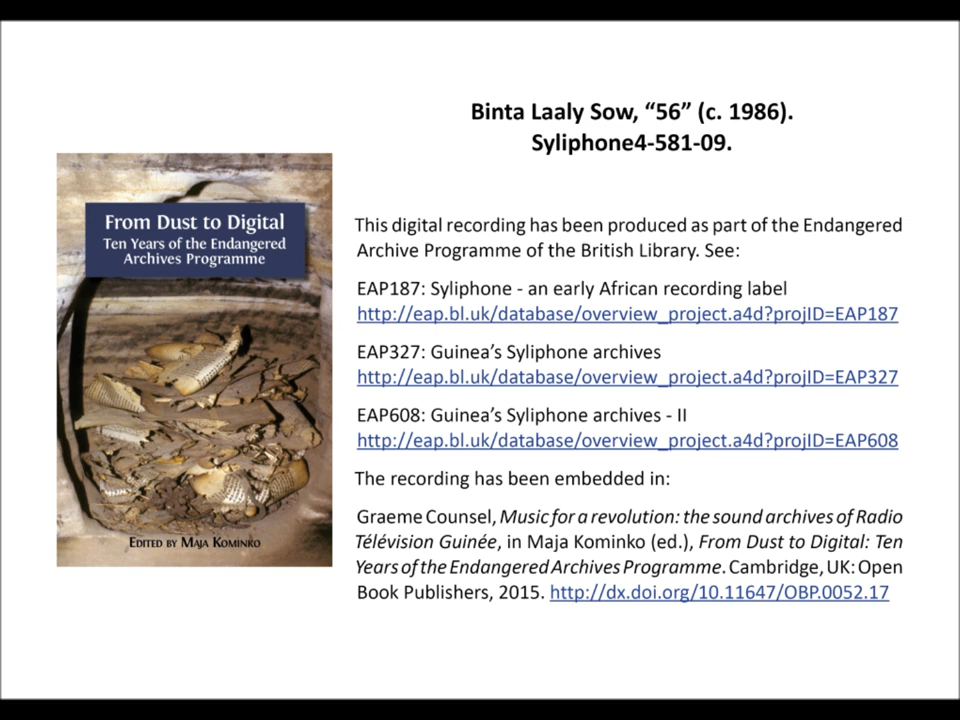 Binta Laaly Sow, “56” (c. 1986).
Syliphone4-581-09.
From Dust to Digital
Ten Years of the Endangered
Archives Programme
Edited by Maja Kominko
This digital recording has been produced as part of the Endangered
Archive Programme of the British Library. See:
EAP187: Syliphone - an early African recording label
http://eap.bl.uk/database/overview_project.a4d?projID=EAP187
EAP327: Guinea’s Syliphone archives
http://eap.bl.uk/database/overview_project.a4d?projID=EAP327
EAP608: Guinea’s Syliphone archives - II
http://eap.bl.uk/database/overview_project.a4d?projID=EAP608
The recording has been embedded in:
Graeme Counsel, Music for a revolution: the sound archives of Radio
Télévision Guinée, in Maja Kominko (ed.), From Dust to Digital: Ten
Years of the Endangered Archives Programme. Cambridge, UK: Open
Book Publishers, 2015. http://dx.doi.org/10.11647/OBP.0052.17